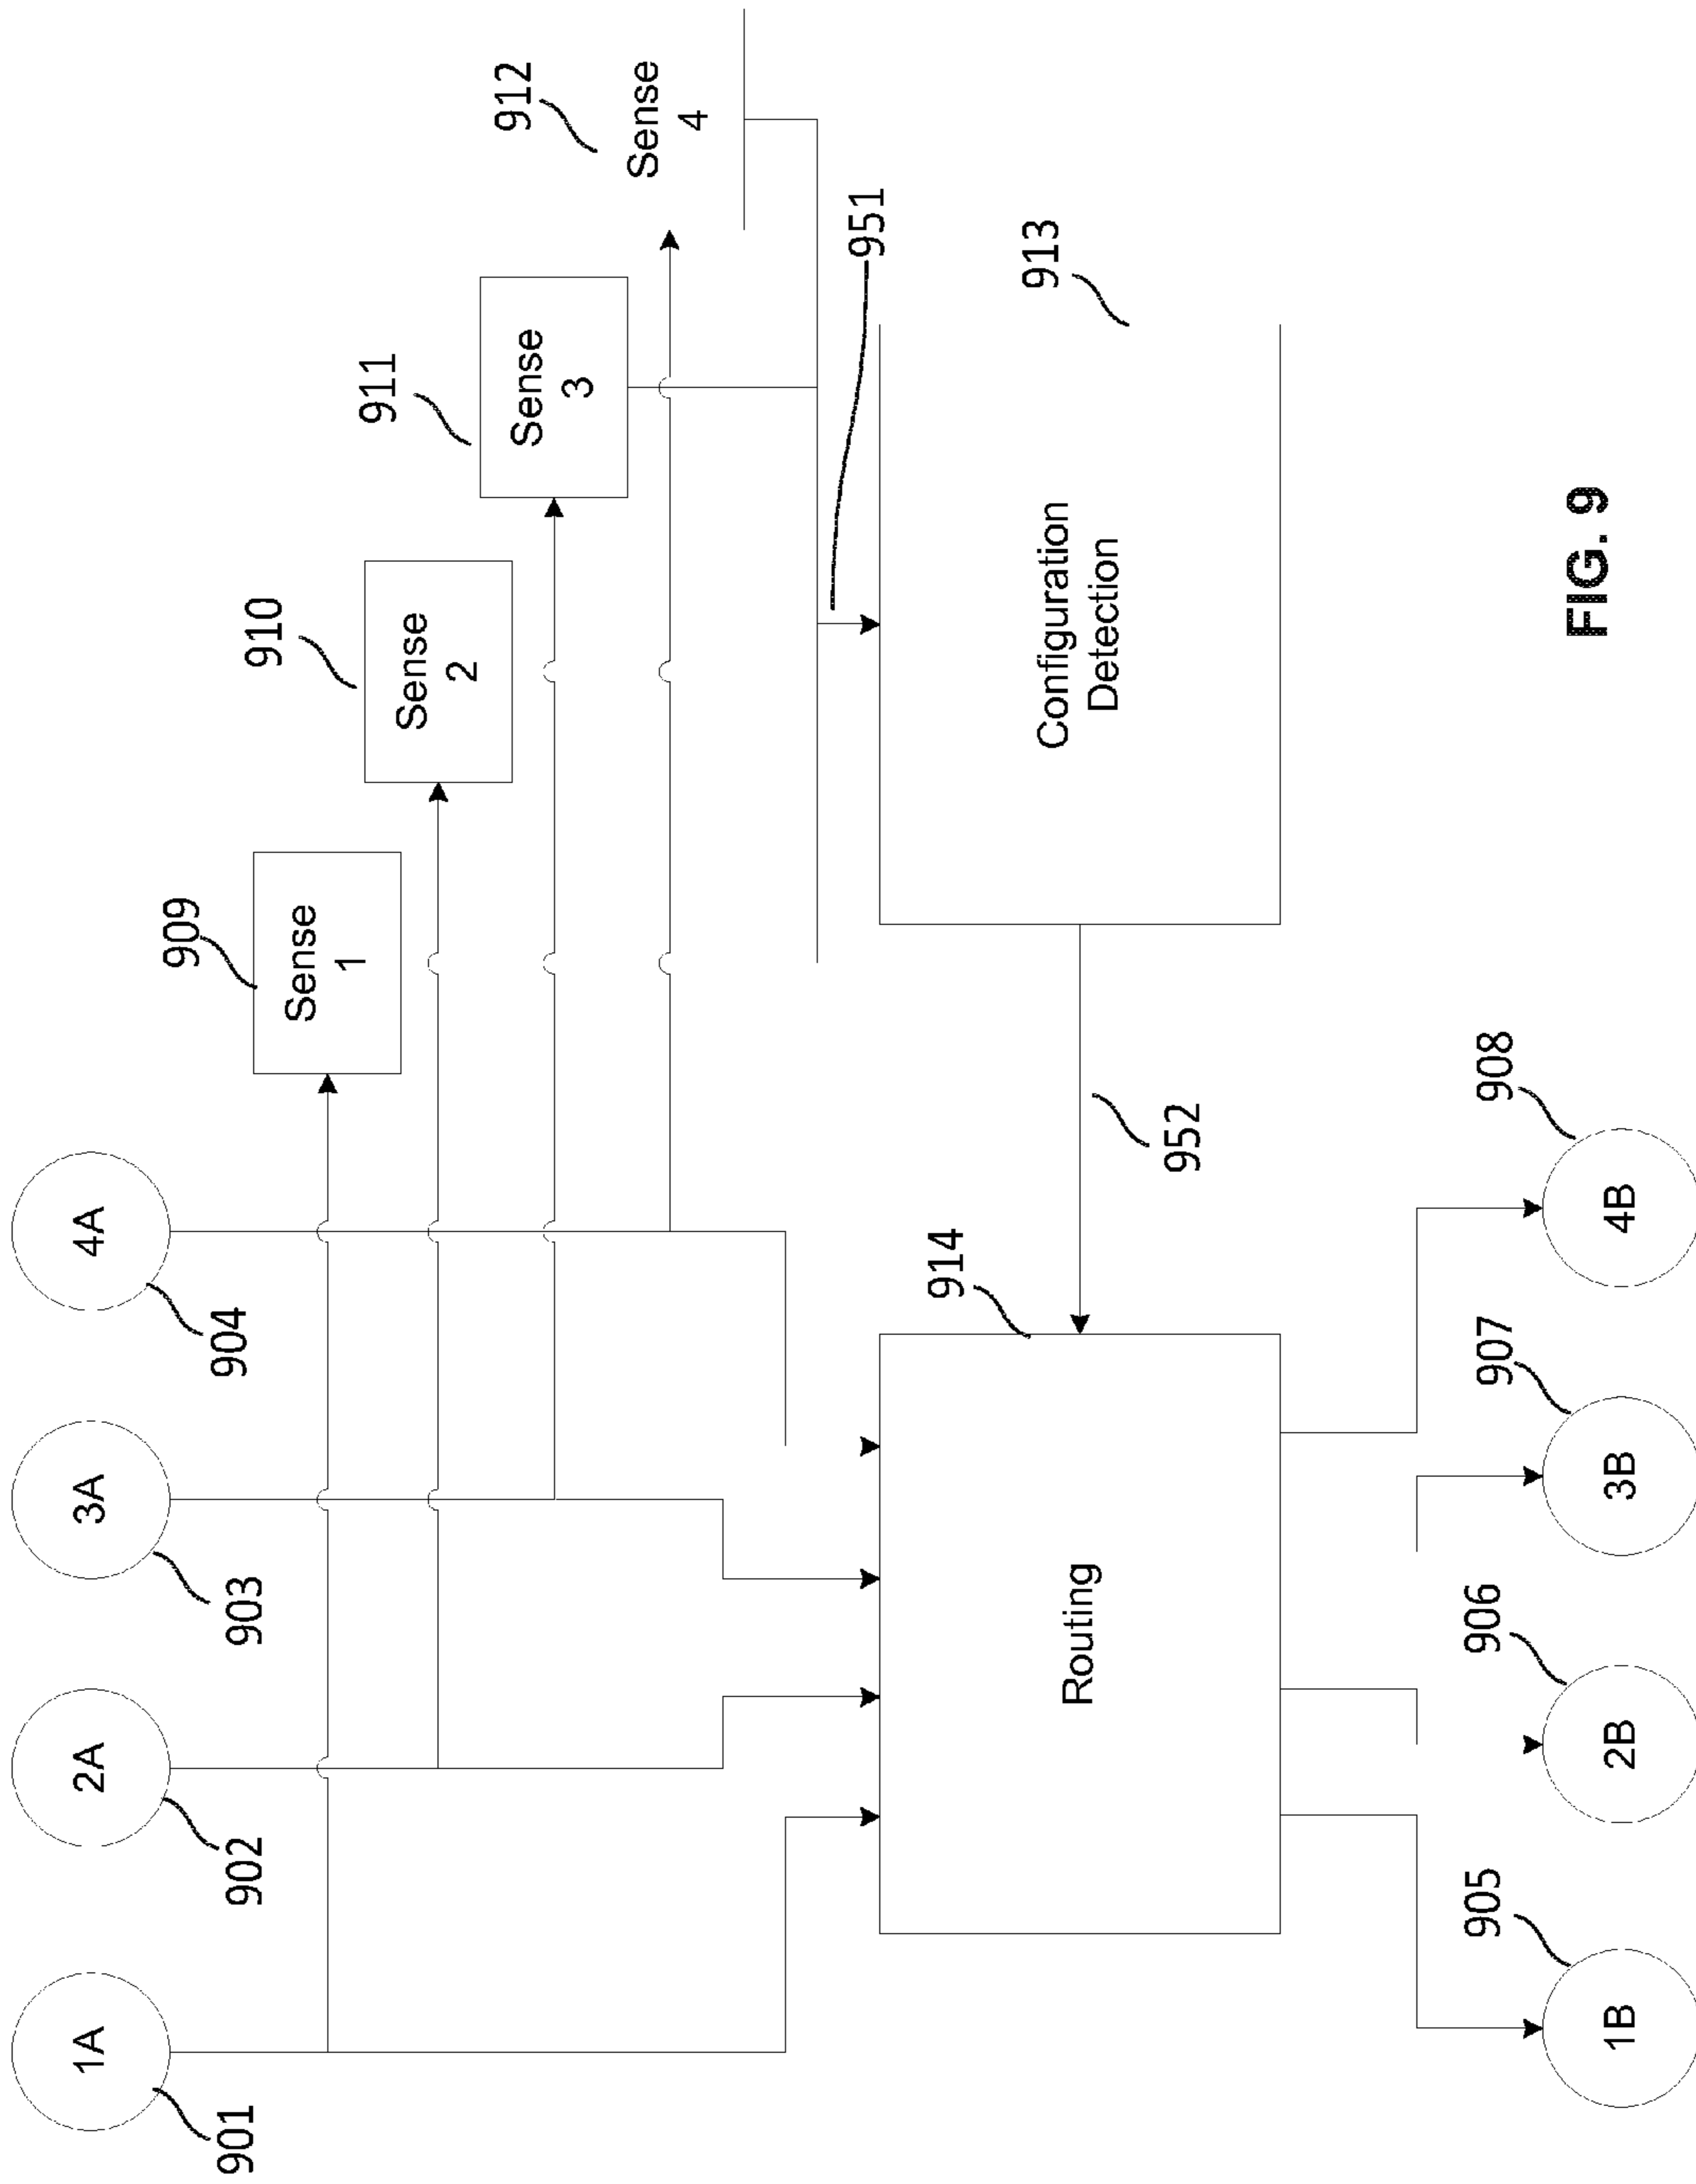 1A
2A
3A
4A
901
902
903
904
909
910
911
912
Sense
1
Sense
2
Sense
3
Sense
4
951
913
Configuration
Detection
952
914
Routing
905
906
907
908
1B
2B
3B
4B
FIG. 9